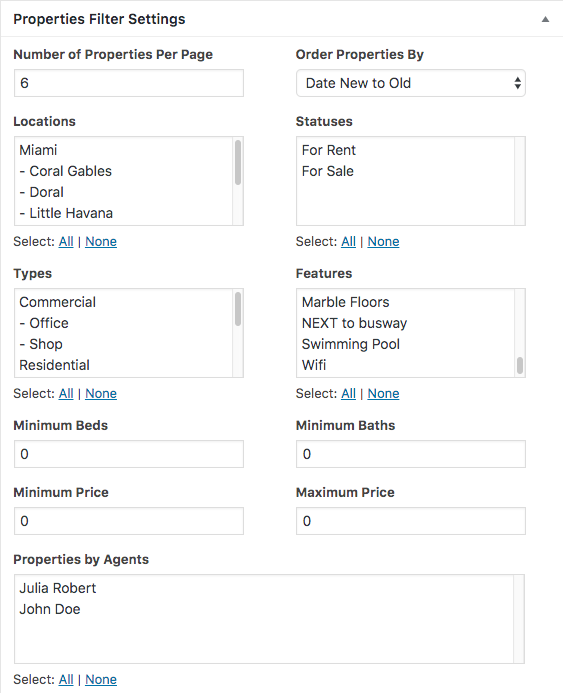 Properties Filter Settings
Number of Properties Per Page
Order Properties By
6
Date New to Old
Locations
Statuses
Miami
- Coral Gables
- Doral
- Little Havana
For Rent
For Sale
Select: All | None
Select: All | None
Types
Features
Commercial
- Office
- Shop
Residential
Marble Floors
NEXT to busway
Swimming Pool
Wifi
Select: All | None
Select: All | None
Minimum Beds
Minimum Baths
0
0
Minimum Price
Maximum Price
0
0
Properties by Agents
Julia Robert
John Doe
Select: All | None